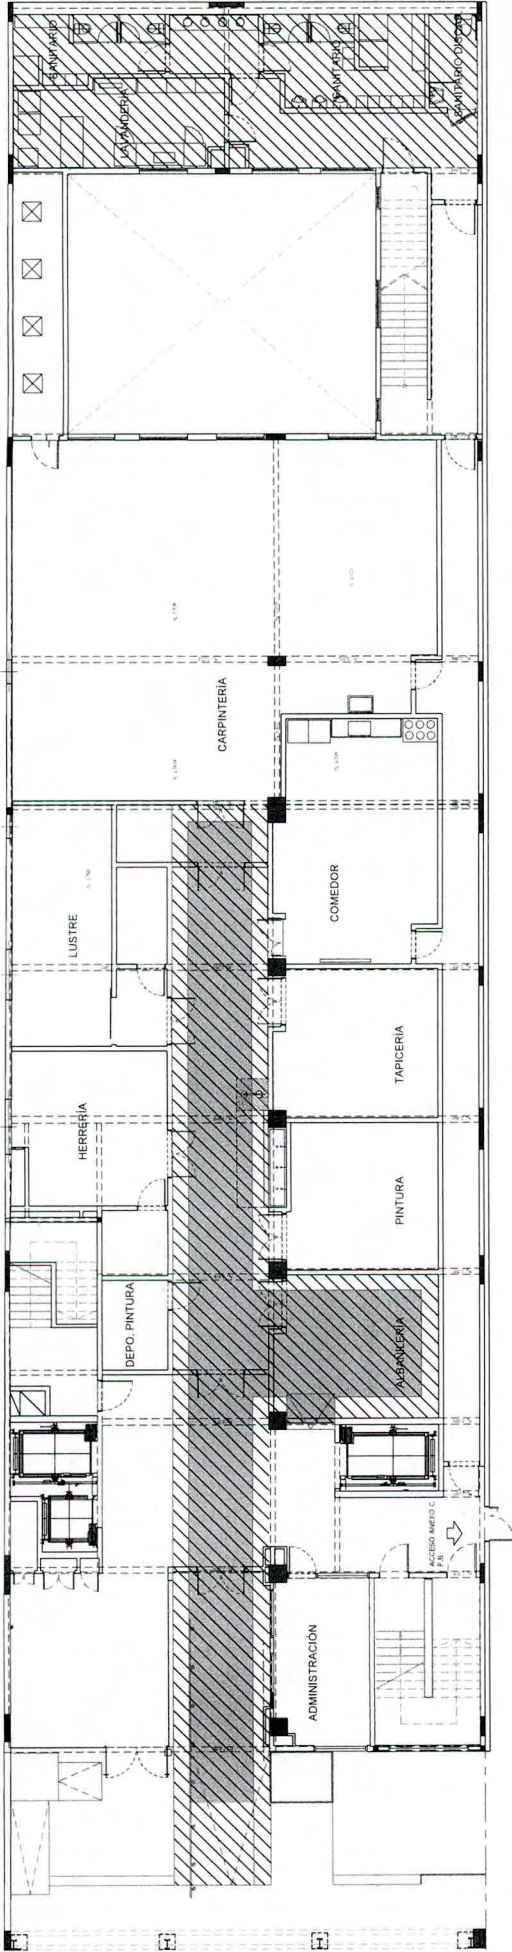 SANITARIO
SANITARIO
SANITARIO DISCAP.
LAVANDERÍA
CARPINTERÍA
COMEDOR
LUSTRE
TAPICERÍA
HERRERÍA
PINTURA
DEPO. PINTURA
ALBAÑILERÍA
ACCESO ANEXO C
P.B
ADMINISTRACIÓN